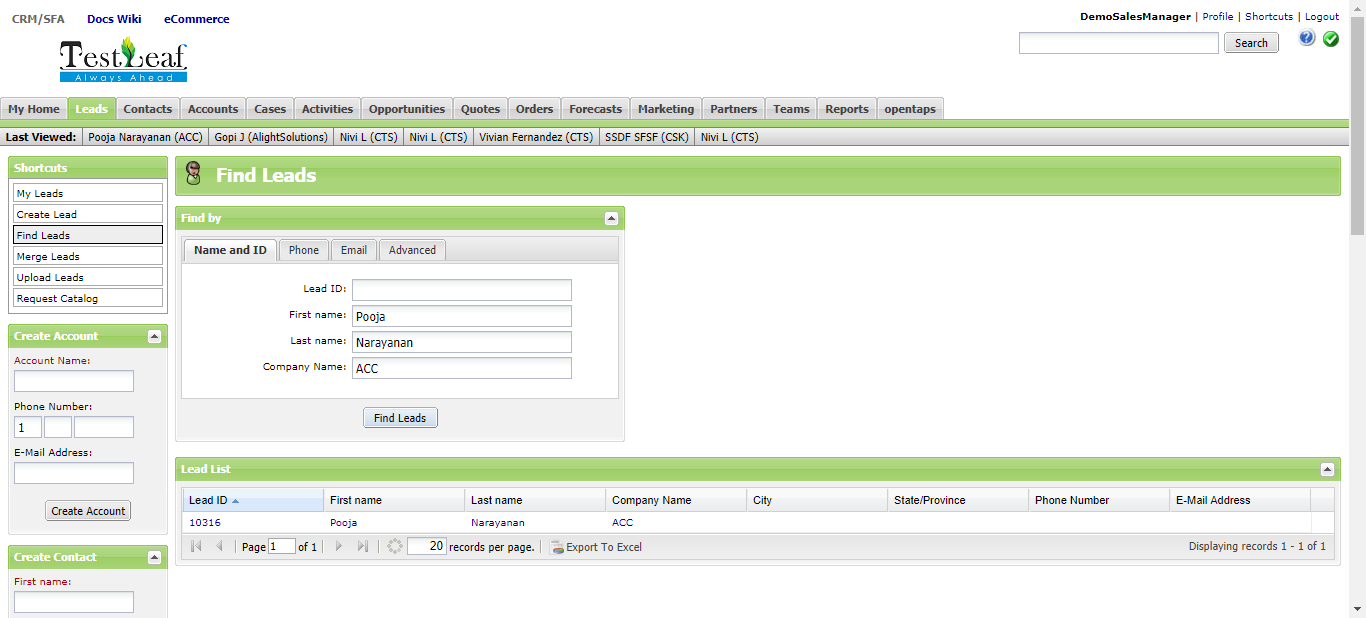 CRM/SFA Docs Wiki eCommerce
DemoSalesManager | Profile | Shortcuts | Logout
Search
TestLeaf
Always Ahead
My Home Leads Contacts Accounts Cases Activities Opportunities Quotes Orders Forecasts Marketing Partners Teams Reports opentaps
Last Viewed: Pooja Narayanan (ACC) Gopi J (AlightSolutions) Nivi L (CTS) Nivi L (CTS) Vivian Fernandez (CTS) SSDF SFSF (CSK) Nivi L (CTS)
Shortcuts
My Leads
Create Lead
Find Leads
Merge Leads
Upload Leads
Request Catalog
Create Account
Account Name:
Phone Number:
1
E-Mail Address:
Create Account
Create Contact
First name:
Find Leads
Find by
Name and ID Phone Email Advanced
Lead ID:
First name: Pooja
Last name: Narayanan
Company Name: ACC
Find Leads
Lead List
Lead ID First name Last name Company Name City State/Province Phone Number E-Mail Address
10316 Pooja Narayanan ACC
Page 1 of 1 20 records per page. Export To Excel Displaying records 1 - 1 of 1